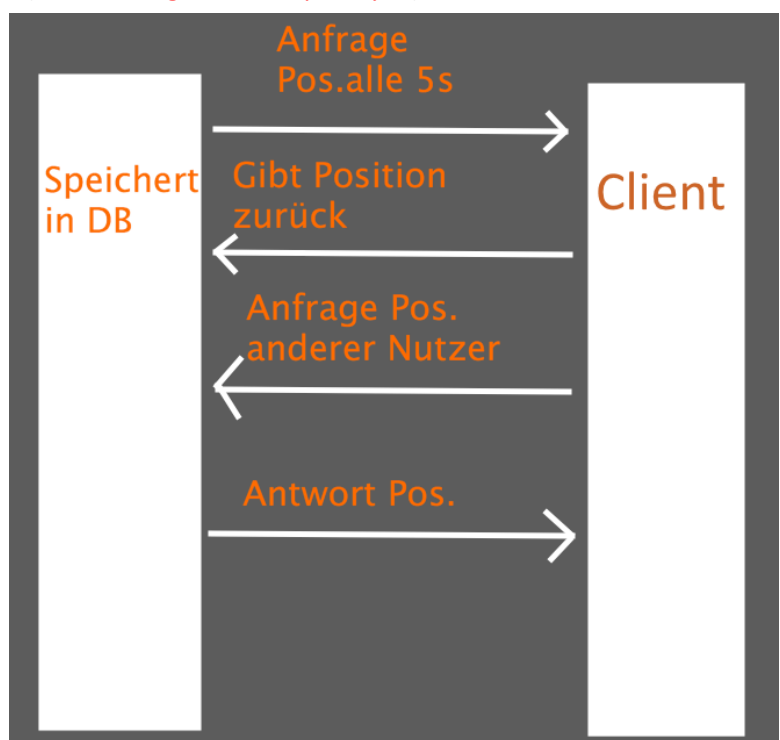 Anfrage
Pos.alle 5s
Speichert
in DB
Gibt Position
zurück
Client
Anfrage Pos.
anderer Nutzer
Antwort Pos.